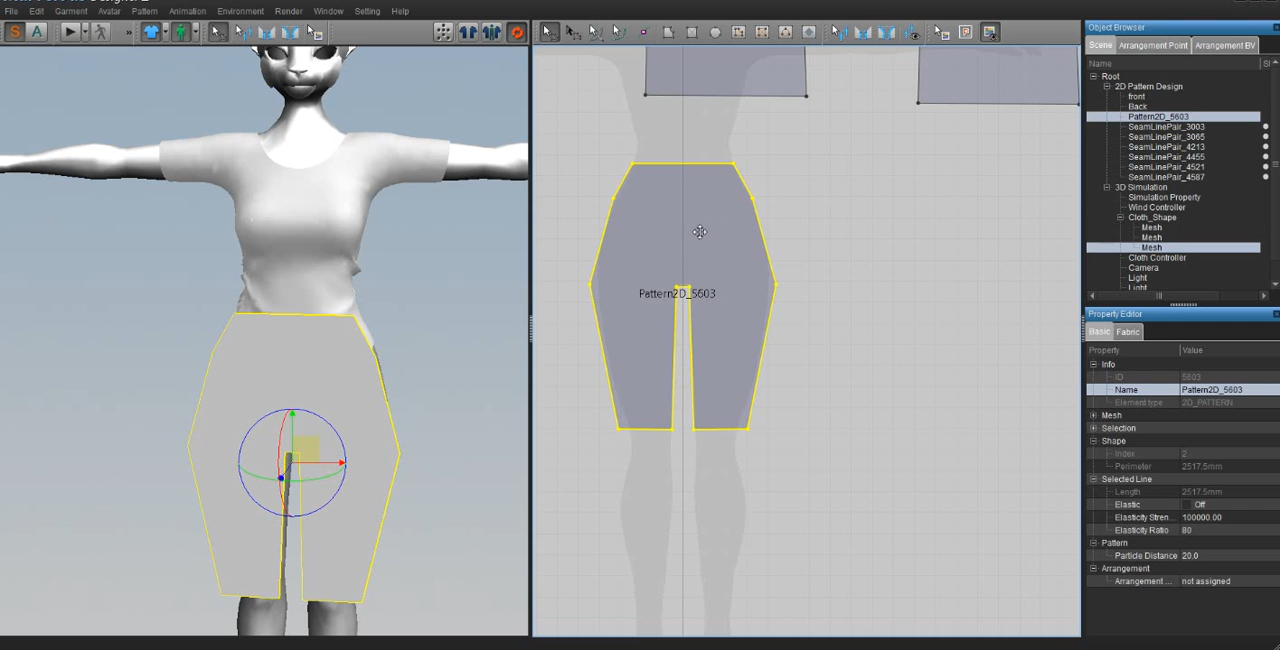 File Edit Garment Avatar Pattern Animation Environment Render Window Setting Help
S A »
Pattern2D_5603
Object Browser
Scene Arrangement Point Arrangement BV
Name
Root
2D Pattern Design
front
Back
Pattern2D_5603
SeamLinePair_3003
SeamLinePair_3065
SeamLinePair_4213
SeamLinePair_4455
SeamLinePair_4521
SeamLinePair_4587
3D Simulation
Simulation Property
Wind Controller
Cloth_Shape
Mesh
Mesh
Mesh
Cloth Controller
Camera
Light
Light
Property Editor
Basic Fabric
Property Value
Info
ID 5603
Name Pattern2D_5603
Element type 2D_PATTERN
Mesh
Selection
Shape
Index 2
Perimeter 2517.5mm
Selected Line
Length 2517.5mm
Elastic Off
Elasticity Stren... 100000.00
Elasticity Ratio 80
Pattern
Particle Distance 20.0
Arrangement
Arrangement ... not assigned